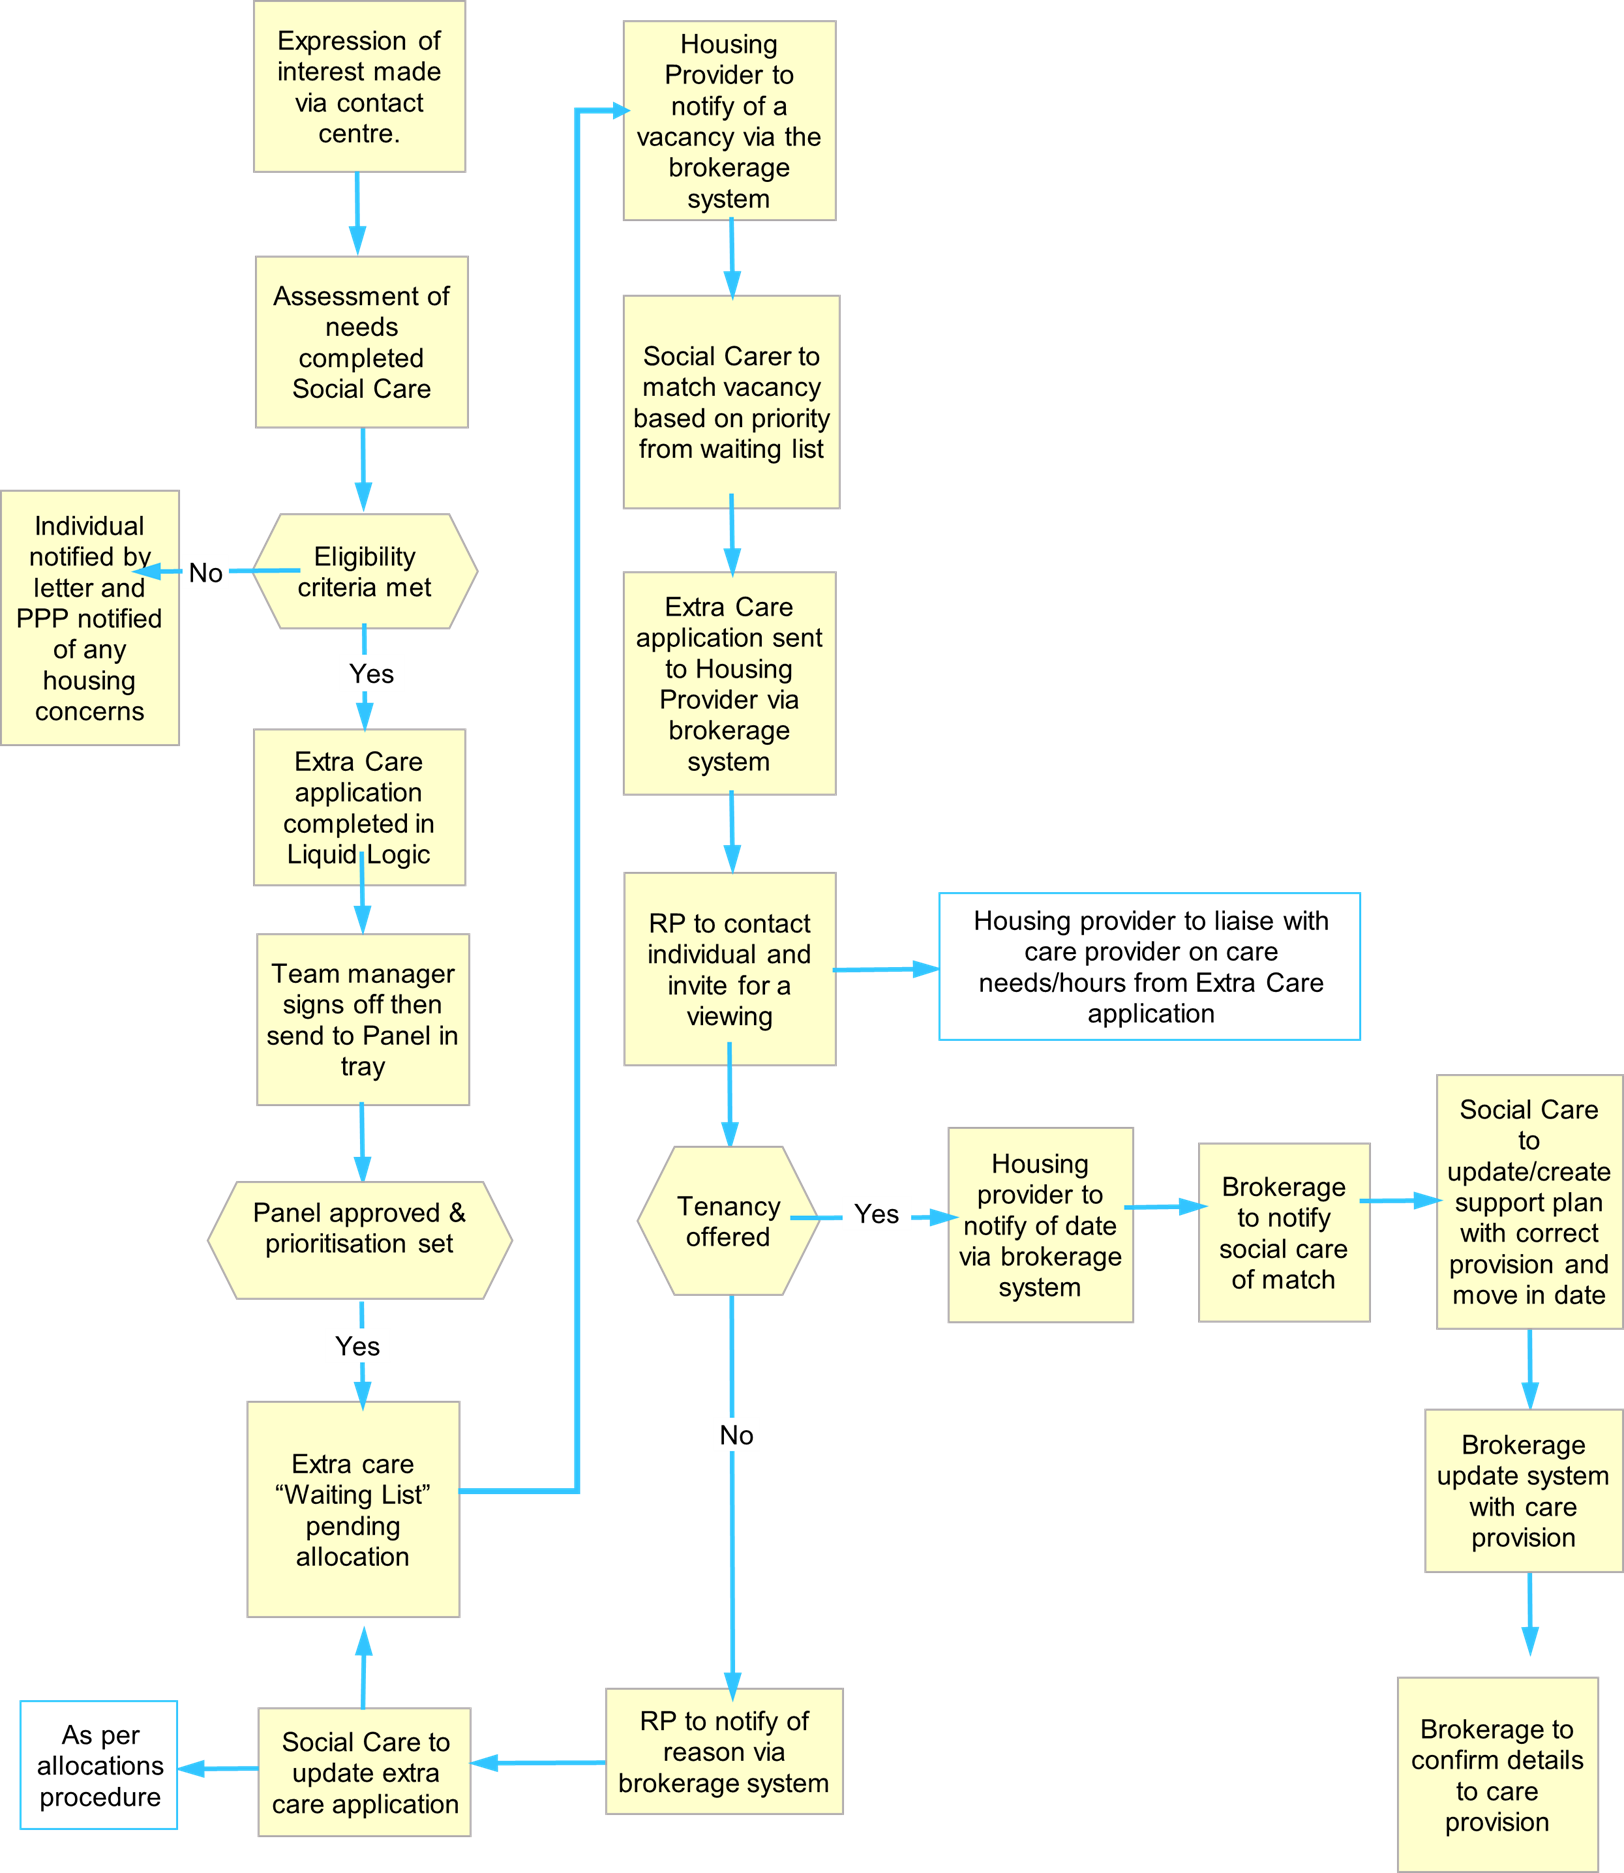 Expression of
interest made
via contact
centre.
Assessment of
needs
completed
Social Care
Eligibility
criteria met
No
Individual
notified by
letter and
PPP notified
of any
housing
concerns
Yes
Extra Care
application
completed in
Liquid Logic
Team manager
signs off then
send to Panel in
tray
Panel approved &
prioritisation set
Yes
Extra care
“Waiting List”
pending
allocation
Housing
Provider to
notify of a
vacancy via the
brokerage
system
Social Carer to
match vacancy
based on priority
from waiting list
Extra Care
application sent
to Housing
Provider via
brokerage
system
RP to contact
individual and
invite for a
viewing
Housing provider to liaise with
care provider on care
needs/hours from Extra Care
application
Tenancy
offered
Yes
Housing
provider to
notify of date
via brokerage
system
Brokerage
to notify
social care
of match
Social Care
to
update/create
support plan
with correct
provision and
move in date
Brokerage
update system
with care
provision
Brokerage to
confirm details
to care
provision
No
RP to notify of
reason via
brokerage system
Social Care to
update extra
care application
As per
allocations
procedure